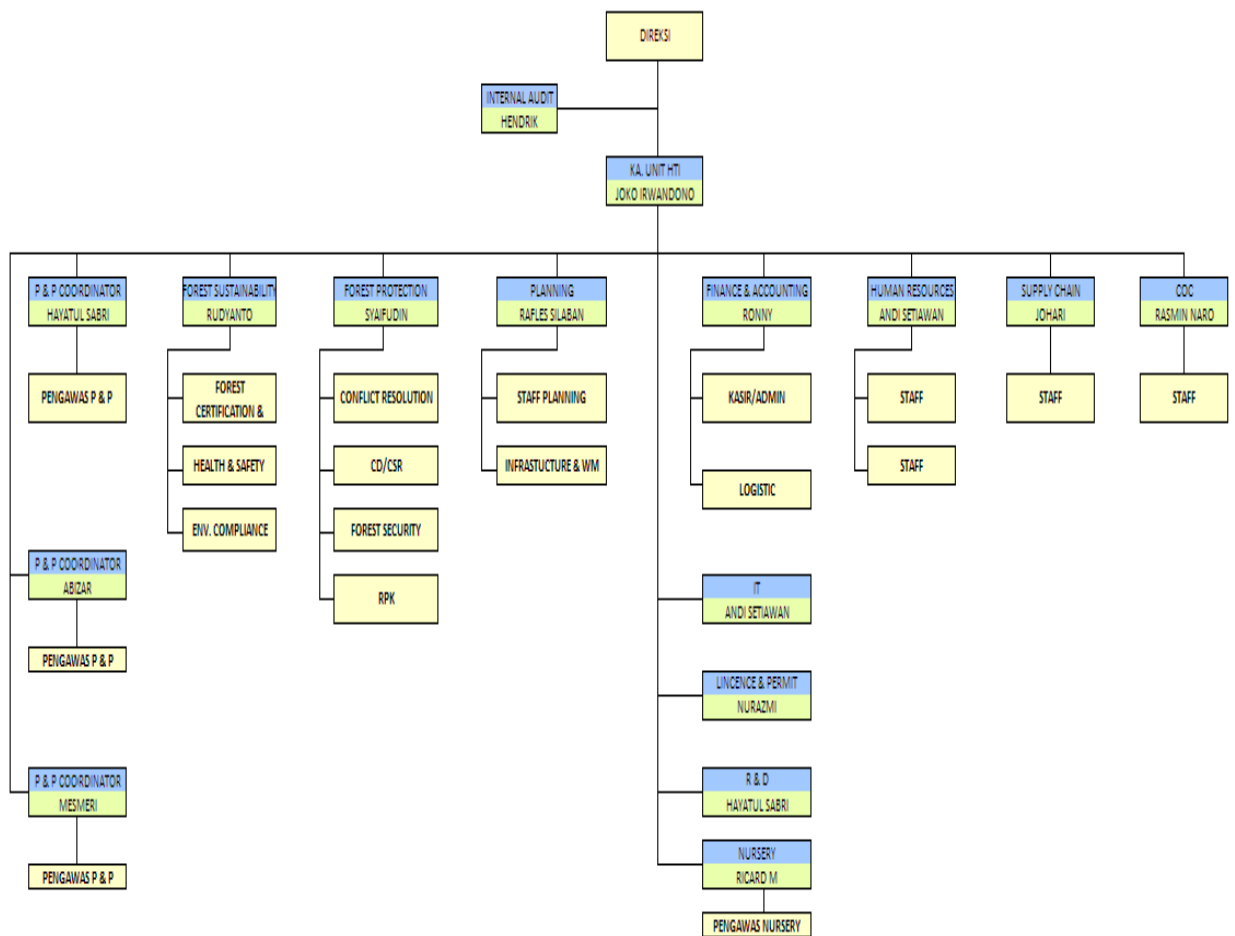 DIREKSI
INTERNAL AUDIT
HENDRIK
KA. UNIT HTI
JOKO IRWANDONO
P & P COORDINATOR
HAYATUL SABRI
PENGAWAS P & P
FOREST SUSTAINABILITY
RUDYANTO
FOREST
CERTIFICATION &
HEALTH & SAFETY
ENV. COMPLIANCE
FOREST PROTECTION
SYAIFUDIN
CONFLICT RESOLUTION
CD/CSR
FOREST SECURITY
RPK
PLANNING
RAFLES SILABAN
STAFF PLANNING
INFRASTUCTURE & WM
FINANCE & ACCOUNTING
RONNY
KASIR/ADMIN
LOGISTIC
HUMAN RESOURCES
ANDI SETIAWAN
STAFF
STAFF
SUPPLY CHAIN
JOHARI
STAFF
COC
RASMIN NARO
STAFF
P & P COORDINATOR
ABIZAR
PENGAWAS P & P
P & P COORDINATOR
MESMERI
PENGAWAS P & P
IT
ANDI SETIAWAN
LINCENCE & PERMIT
NURAZMI
R & D
HAYATUL SABRI
NURSERY
RICARD M
PENGAWAS NURSERY